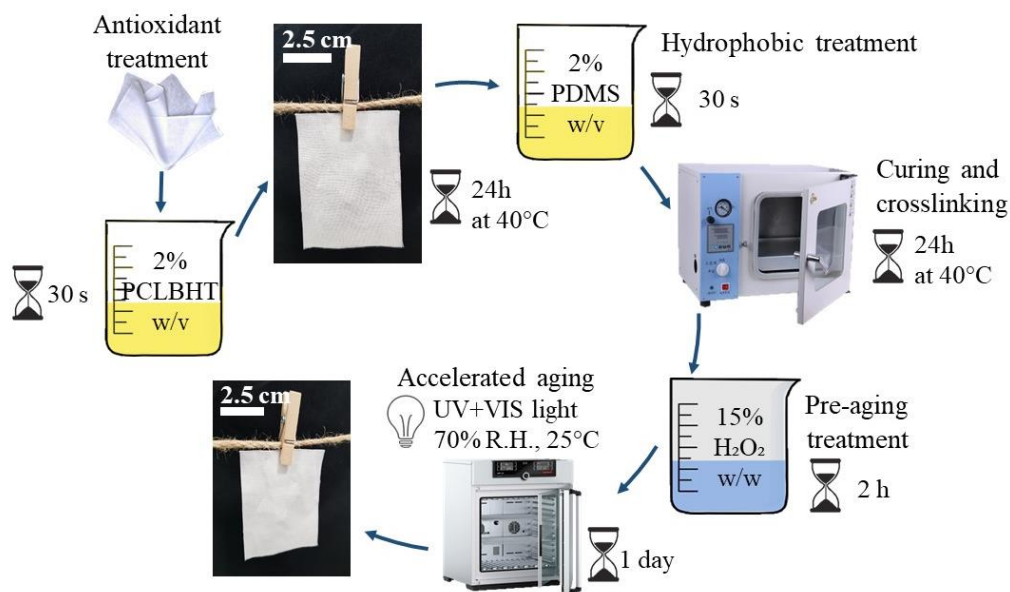 Antioxidant
treatment
30 s
2%
PCLBHT
w/v
2.5 cm
24h
at 40°C
2%
PDMS
w/v
Hydrophobic treatment
30 s
Curing and
crosslinking
24h
at 40°C
15%
H₂O₂
w/w
Pre-aging
treatment
2 h
Accelerated aging
UV+VIS light
70% R.H., 25°C
1 day
2.5 cm